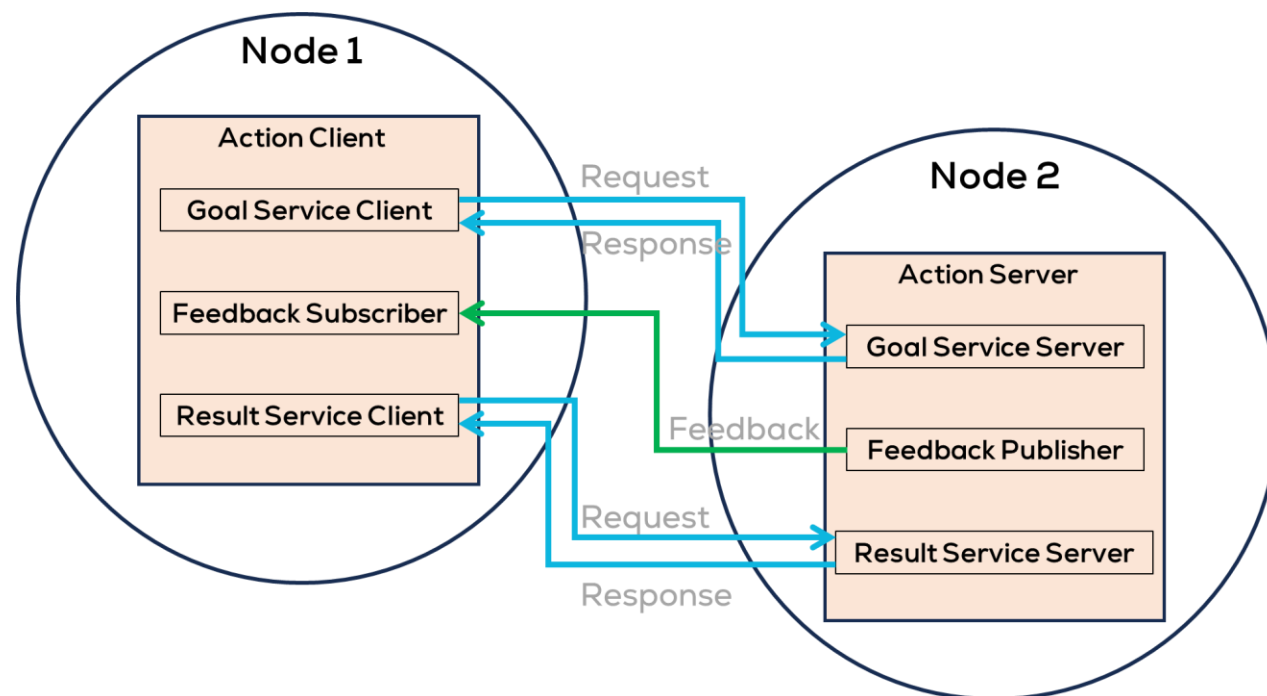 Node 1
Action Client
Goal Service Client
Feedback Subscriber
Result Service Client
Request
Response
Feedback
Request
Response
Node 2
Action Server
Goal Service Server
Feedback Publisher
Result Service Server